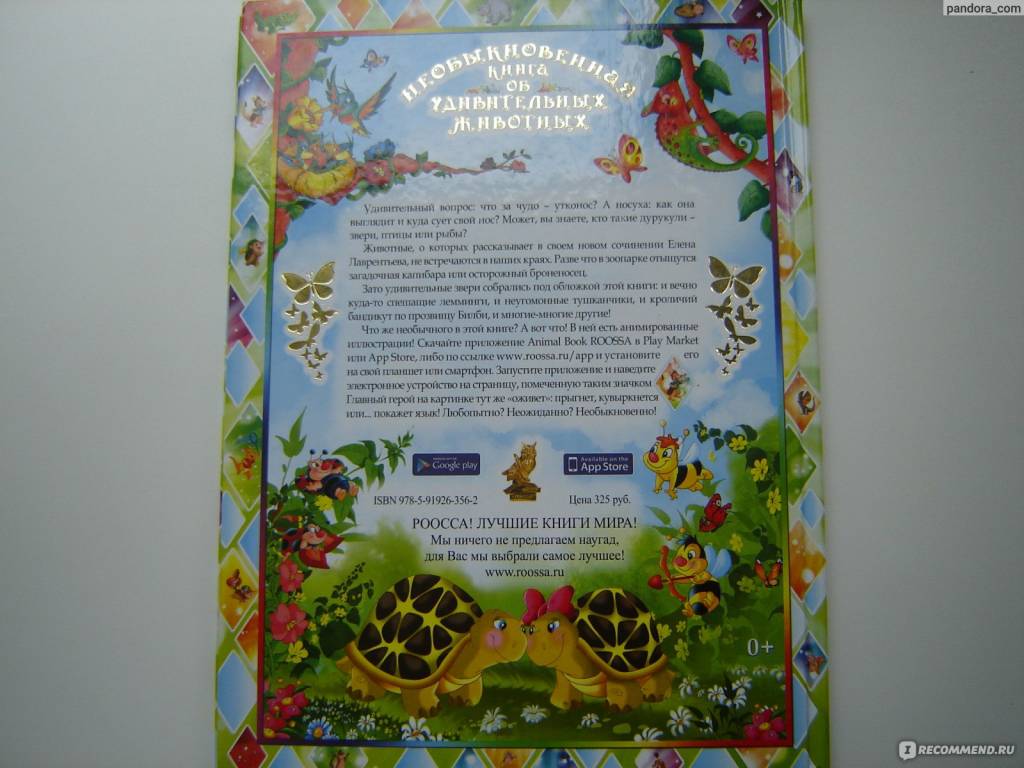 pandora_com
НЕОБЫКНОВЕННАЯ
КНИГА
ОБ
УДИВИТЕЛЬНЫХ
ЖИВОТНЫХ
Удивительный вопрос: что за чудо – утконос? А носуха: как она
выглядит и куда сует свой нос? Может, вы знаете, кто такие дурукули –
звери, птицы или рыбы?
Животные, о которых рассказывает в своем новом сочинении Елена
Лаврентьева, не встречаются в наших краях. Разве что в зоопарке отыщутся
загадочная капибара или осторожный броненосец.
Зато удивительные звери собрались под обложкой этой книги: и вечно
куда-то спешащие лемминги, и неугомонные тушканчики, и кроличий
бандикут по прозвищу Билби, и многие-многие другие!
Что же необычного в этой книге? А вот что! В ней есть анимированные
иллюстрации! Скачайте приложение Animal Book ROOSSA в Play Market
или App Store, либо по ссылке www.roossa.ru/app и установите его
на свой планшет или смартфон. Запустите приложение и наведите
электронное устройство на страницу, помеченную таким значком
Главный герой на картинке тут же «оживет»: прыгнет, кувыркнется
или... покажет язык! Любопытно? Неожиданно? Необыкновенно!
Google play
Available on the
App Store
ISBN 978-5-91926-356-2
Цена 325 руб.
РООССА! ЛУЧШИЕ КНИГИ МИРА!
Мы ничего не предлагаем наугад,
для Вас мы выбрали самое лучшее!
www.roossa.ru
0+
I RECOMMEND.RU